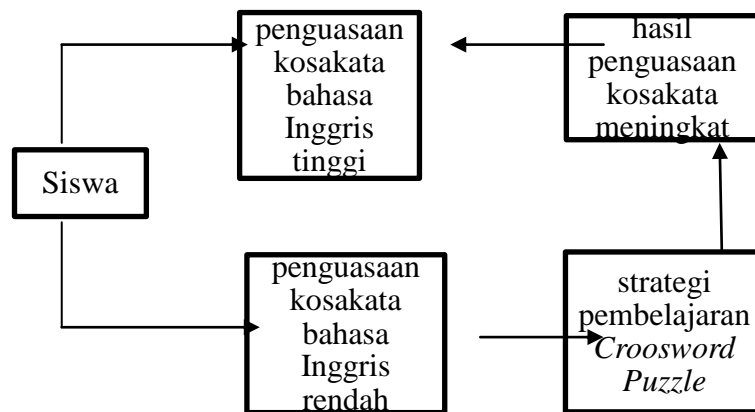 penguasaan
kosakata
bahasa
Inggris
tinggi
hasil
penguasaan
kosakata
meningkat
Siswa
penguasaan
kosakata
bahasa
Inggris
rendah
strategi
pembelajaran
Croosword
Puzzle